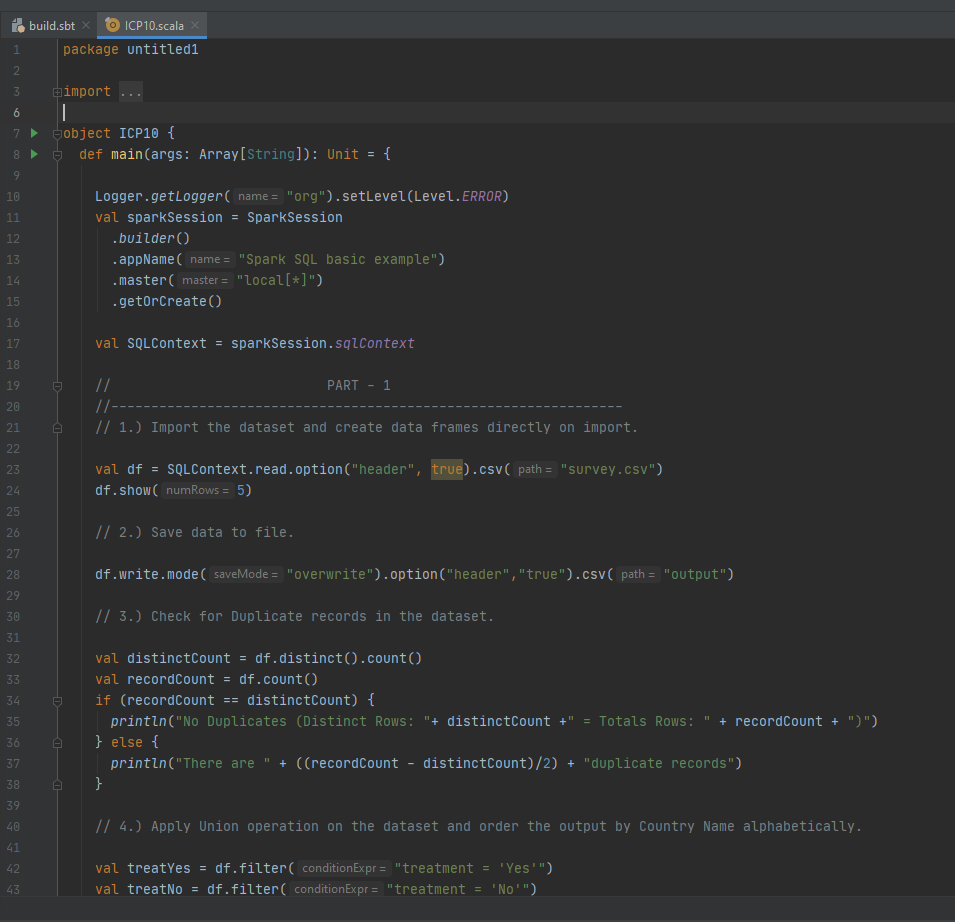 build.sbt ICP10.scala
1 package untitled1
2
3 import ...
6
7 object ICP10 {
8 def main(args: Array[String]): Unit = {
9
10 Logger.getLogger( name = "org").setLevel(Level.ERROR)
11 val sparkSession = SparkSession
12 .builder()
13 .appName( name = "Spark SQL basic example")
14 .master( master = "local[*]")
15 .getOrCreate()
16
17 val SQLContext = sparkSession.sqlContext
18
19 // PART - 1
20 //----------------------------------------------------------------
21 // 1.) Import the dataset and create data frames directly on import.
22
23 val df = SQLContext.read.option("header", true).csv( path = "survey.csv")
24 df.show( numRows = 5)
25
26 // 2.) Save data to file.
27
28 df.write.mode( saveMode = "overwrite").option("header","true").csv( path = "output")
29
30 // 3.) Check for Duplicate records in the dataset.
31
32 val distinctCount = df.distinct().count()
33 val recordCount = df.count()
34 if (recordCount == distinctCount) {
35 println("No Duplicates (Distinct Rows: "+ distinctCount +" = Totals Rows: " + recordCount + ")")
36 } else {
37 println("There are " + ((recordCount - distinctCount)/2) + "duplicate records")
38 }
39
40 // 4.) Apply Union operation on the dataset and order the output by Country Name alphabetically.
41
42 val treatYes = df.filter( conditionExpr = "treatment = 'Yes'")
43 val treatNo = df.filter( conditionExpr = "treatment = 'No'")